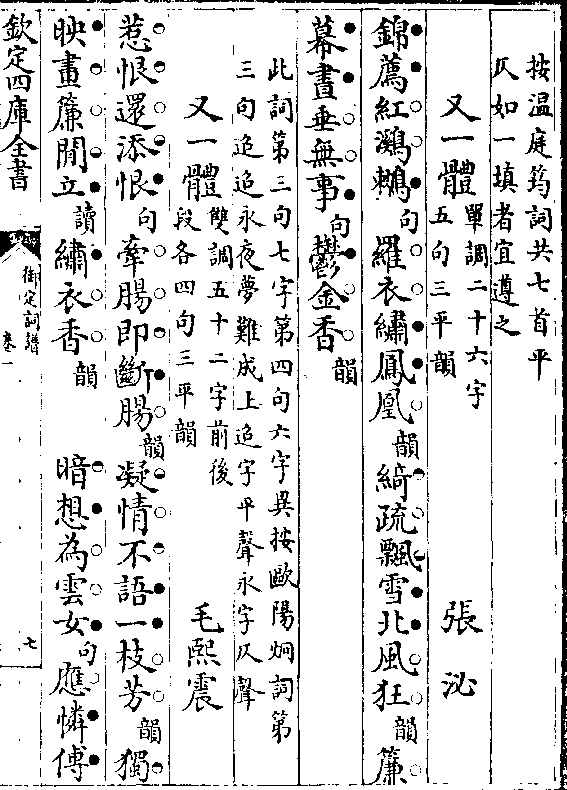 按溫庭筠詞共七首平
仄如一填者宜遵之
又一體 單調二十六字五句三平韻 張泌
錦薦紅鸂鶒句羅衣繡鳳凰韻綺疏飄雪北風狂韻簾
幕晝垂無事句鬱金香韻
此詞第三句七字第四句六字異按歐陽炯詞第
三句迢迢永夜夢難成上迢字平聲永字仄聲
又一體 雙調五十二字前後段各四句三平韻 毛熙震
惹恨還添恨句牽腸即斷腸韻凝情不語一枝芳韻獨
映畫簾閒立讀繡衣香韻 暗想為雲女句應憐傅
欽定四庫全書
御定詞譜
卷一
七